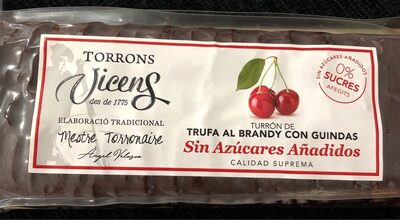 TORRONS
Vicens
des de 1775
ELABORACIÓ TRADICIONAL
Mestre Torronaire
Àngel Velasco
SIN AZÚCARES AÑADIDOS
0%
SUCRES
AFEGITS
TURRÓN DE
TRUFA AL BRANDY CON GUINDAS
Sin Azúcares Añadidos
CALIDAD SUPREMA